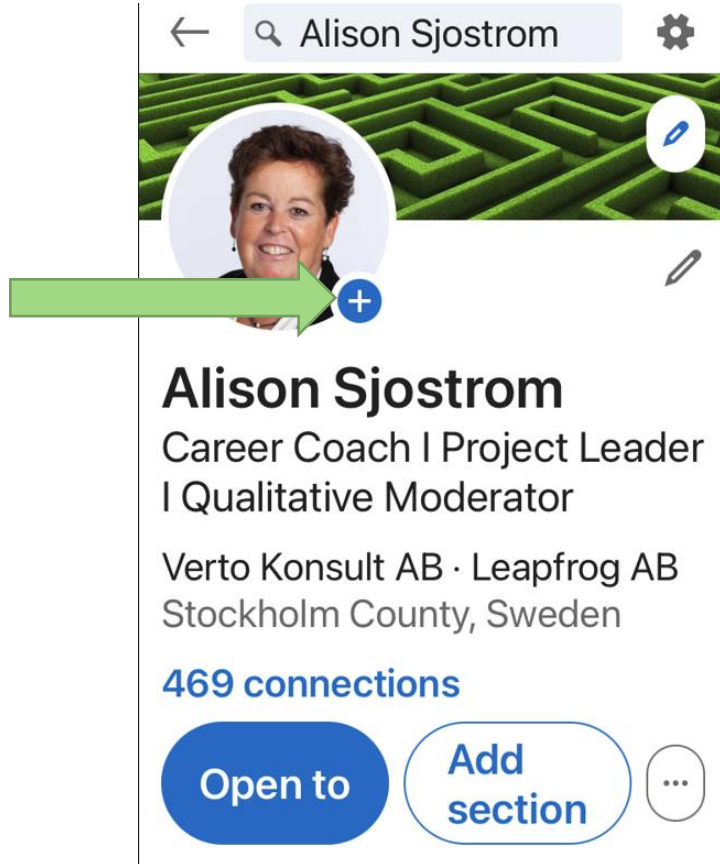 Alison Sjostrom
Alison Sjostrom
Career Coach I Project Leader
I Qualitative Moderator
Verto Konsult AB · Leapfrog AB
Stockholm County, Sweden
469 connections
Open to
Add
section